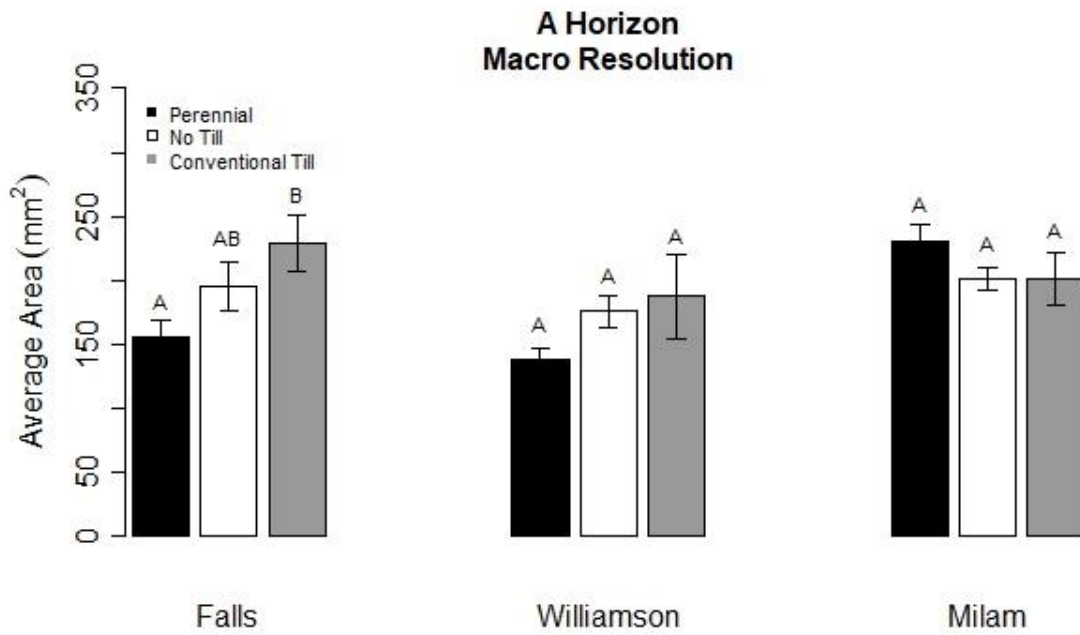 A Horizon
Macro Resolution
Average Area (mm²)
350
250
150
50
0
Perennial
No Till
Conventional Till
A
AB
B
A
A
A
A
A
A
Falls
Williamson
Milam